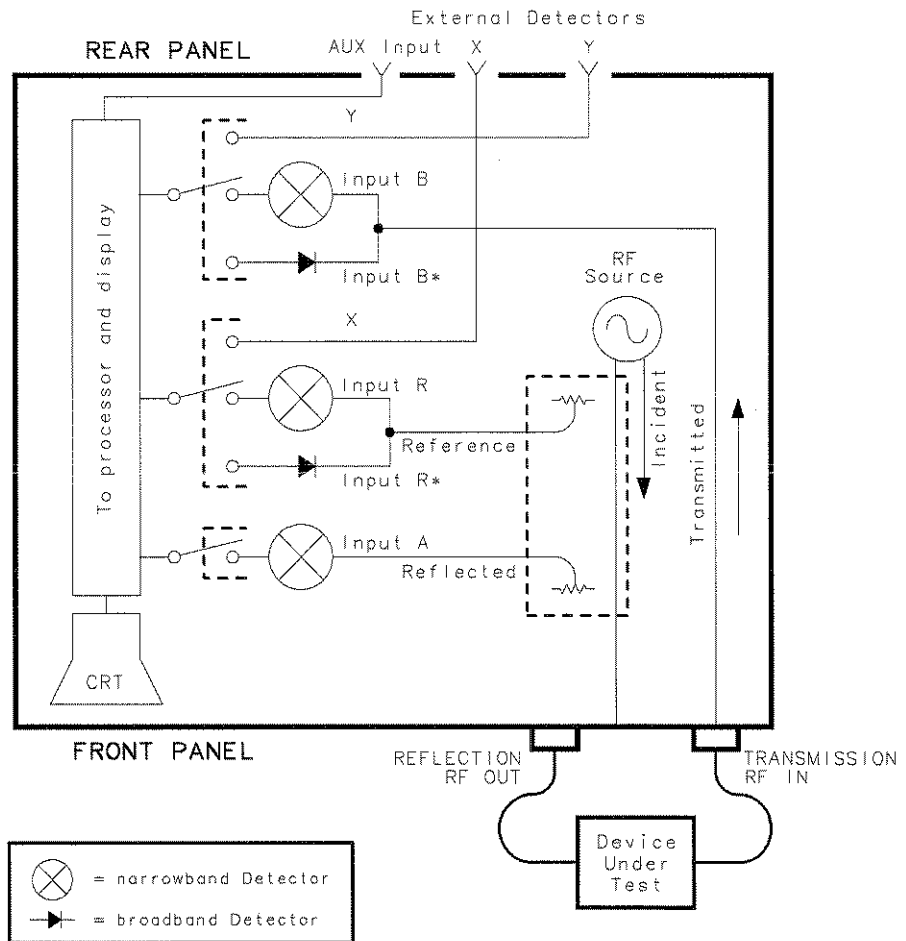 External Detectors
REAR PANEL
AUX Input X Y
Y
Input B
Input B*
RF
Source
X
Input R
Reference
Input R*
Incident
Transmitted
Input A
Reflected
To processor and display
CRT
FRONT PANEL
REFLECTION
RF OUT
TRANSMISSION
RF IN
Device
Under
Test
= narrowband Detector
= broadband Detector